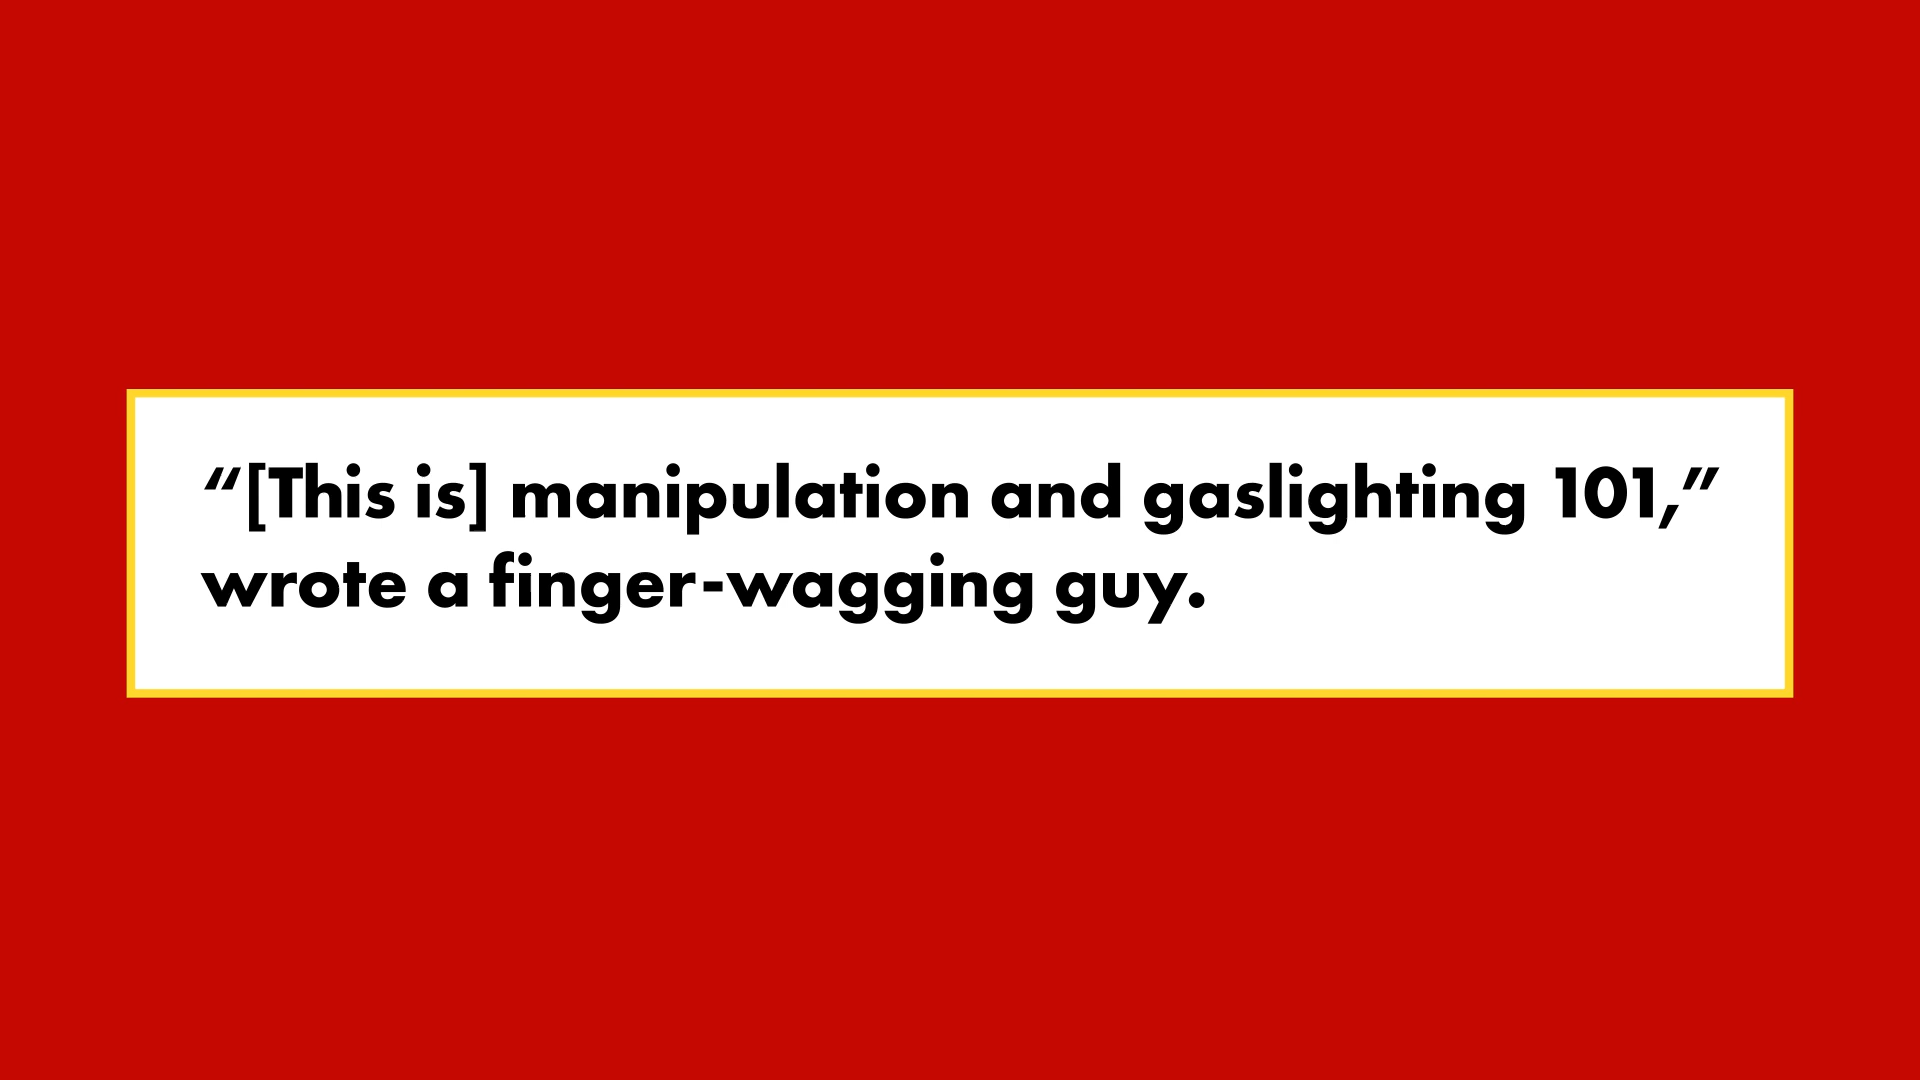 “[This is] manipulation and gaslighting 101,”
wrote a finger-wagging guy.